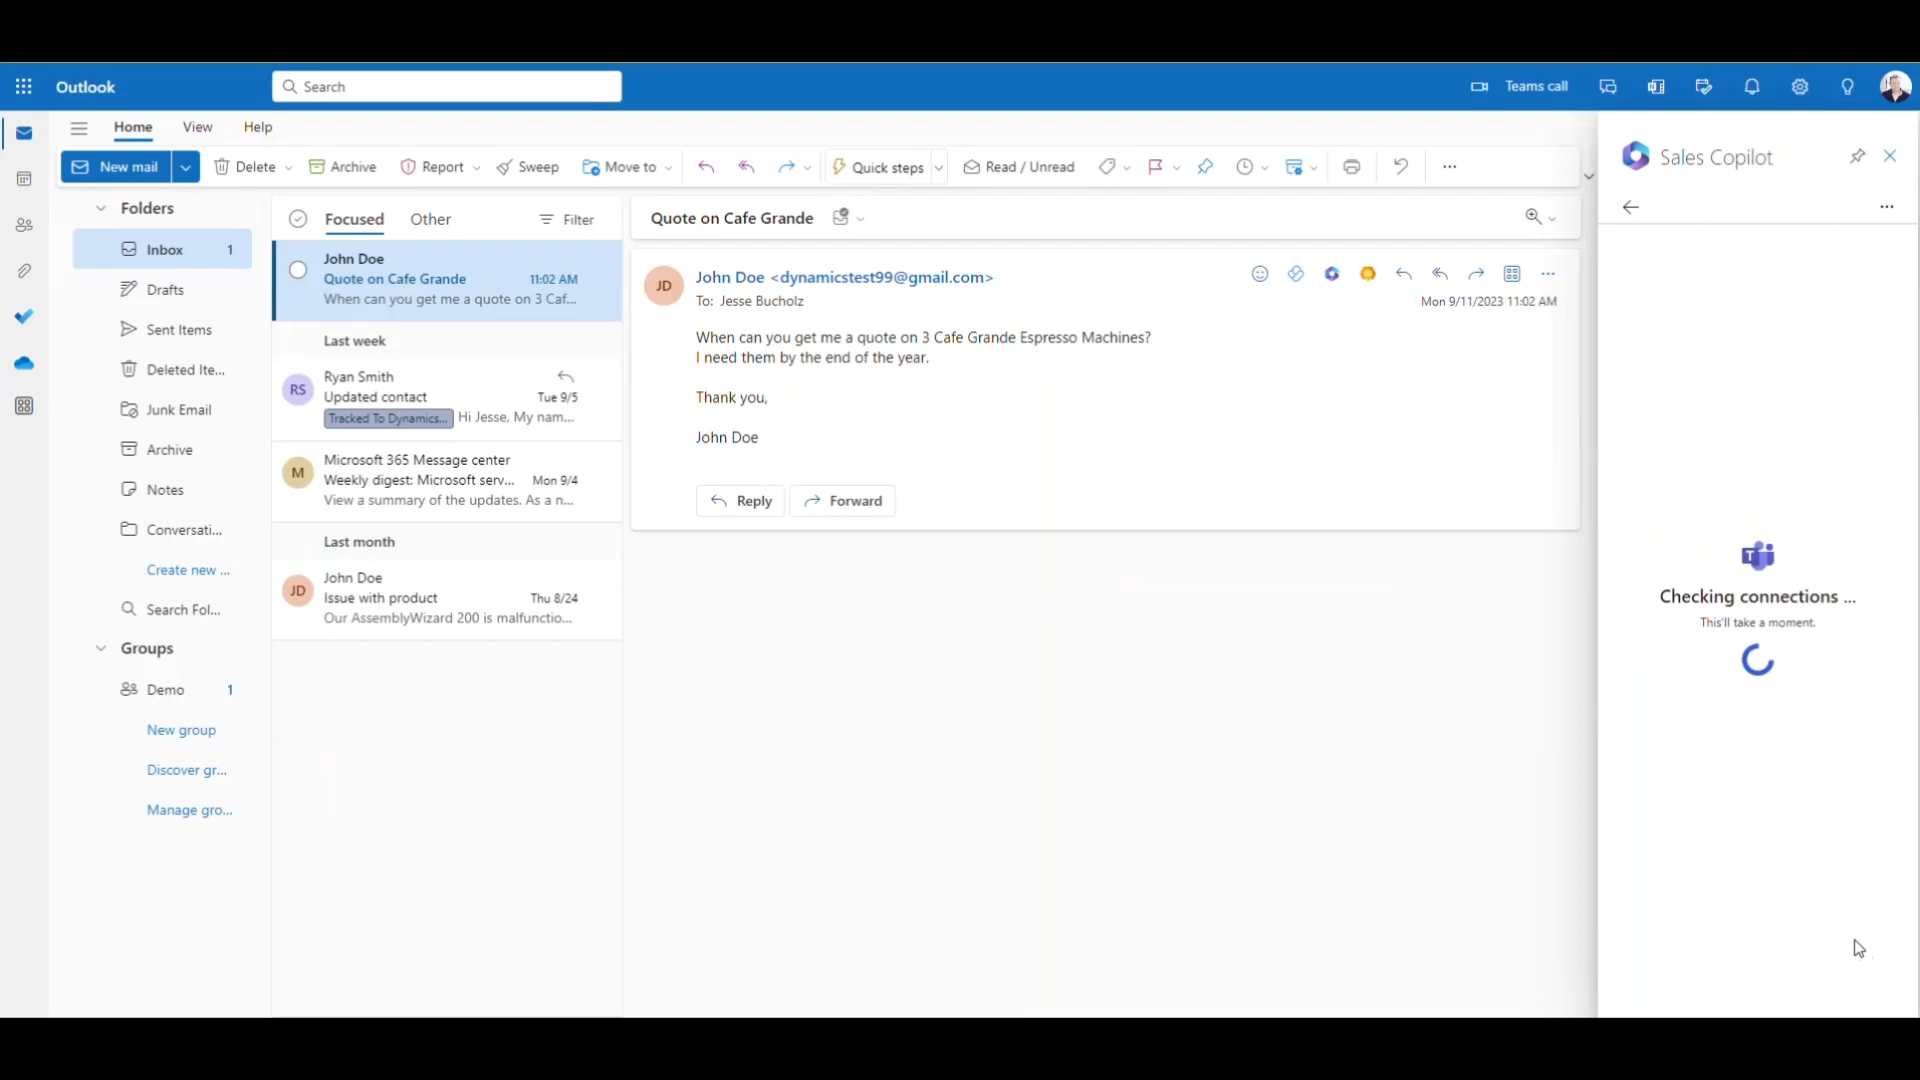 Outlook
Search
Teams call
Home
View
Help
New mail
Delete
Archive
Report
Sweep
Move to
Quick steps
Read / Unread
Folders
Inbox 1
Drafts
Sent Items
Deleted Ite...
Junk Email
Archive
Notes
Conversati...
Create new ...
Search Fol...
Groups
Demo 1
New group
Discover gr...
Manage gro...
Focused
Other
Filter
John Doe
Quote on Cafe Grande 11:02 AM
When can you get me a quote on 3 Caf...
Last week
RS
Ryan Smith
Updated contact Tue 9/5
Tracked To Dynamics... Hi Jesse, My nam...
M
Microsoft 365 Message center
Weekly digest: Microsoft serv... Mon 9/4
View a summary of the updates. As a n...
Last month
JD
John Doe
Issue with product Thu 8/24
Our AssemblyWizard 200 is malfunctio...
Quote on Cafe Grande
JD
John Doe <dynamicstest99@gmail.com>
To: Jesse Bucholz
Mon 9/11/2023 11:02 AM
When can you get me a quote on 3 Cafe Grande Espresso Machines?
I need them by the end of the year.
Thank you,
John Doe
Reply
Forward
Sales Copilot
T
Checking connections ...
This'll take a moment.